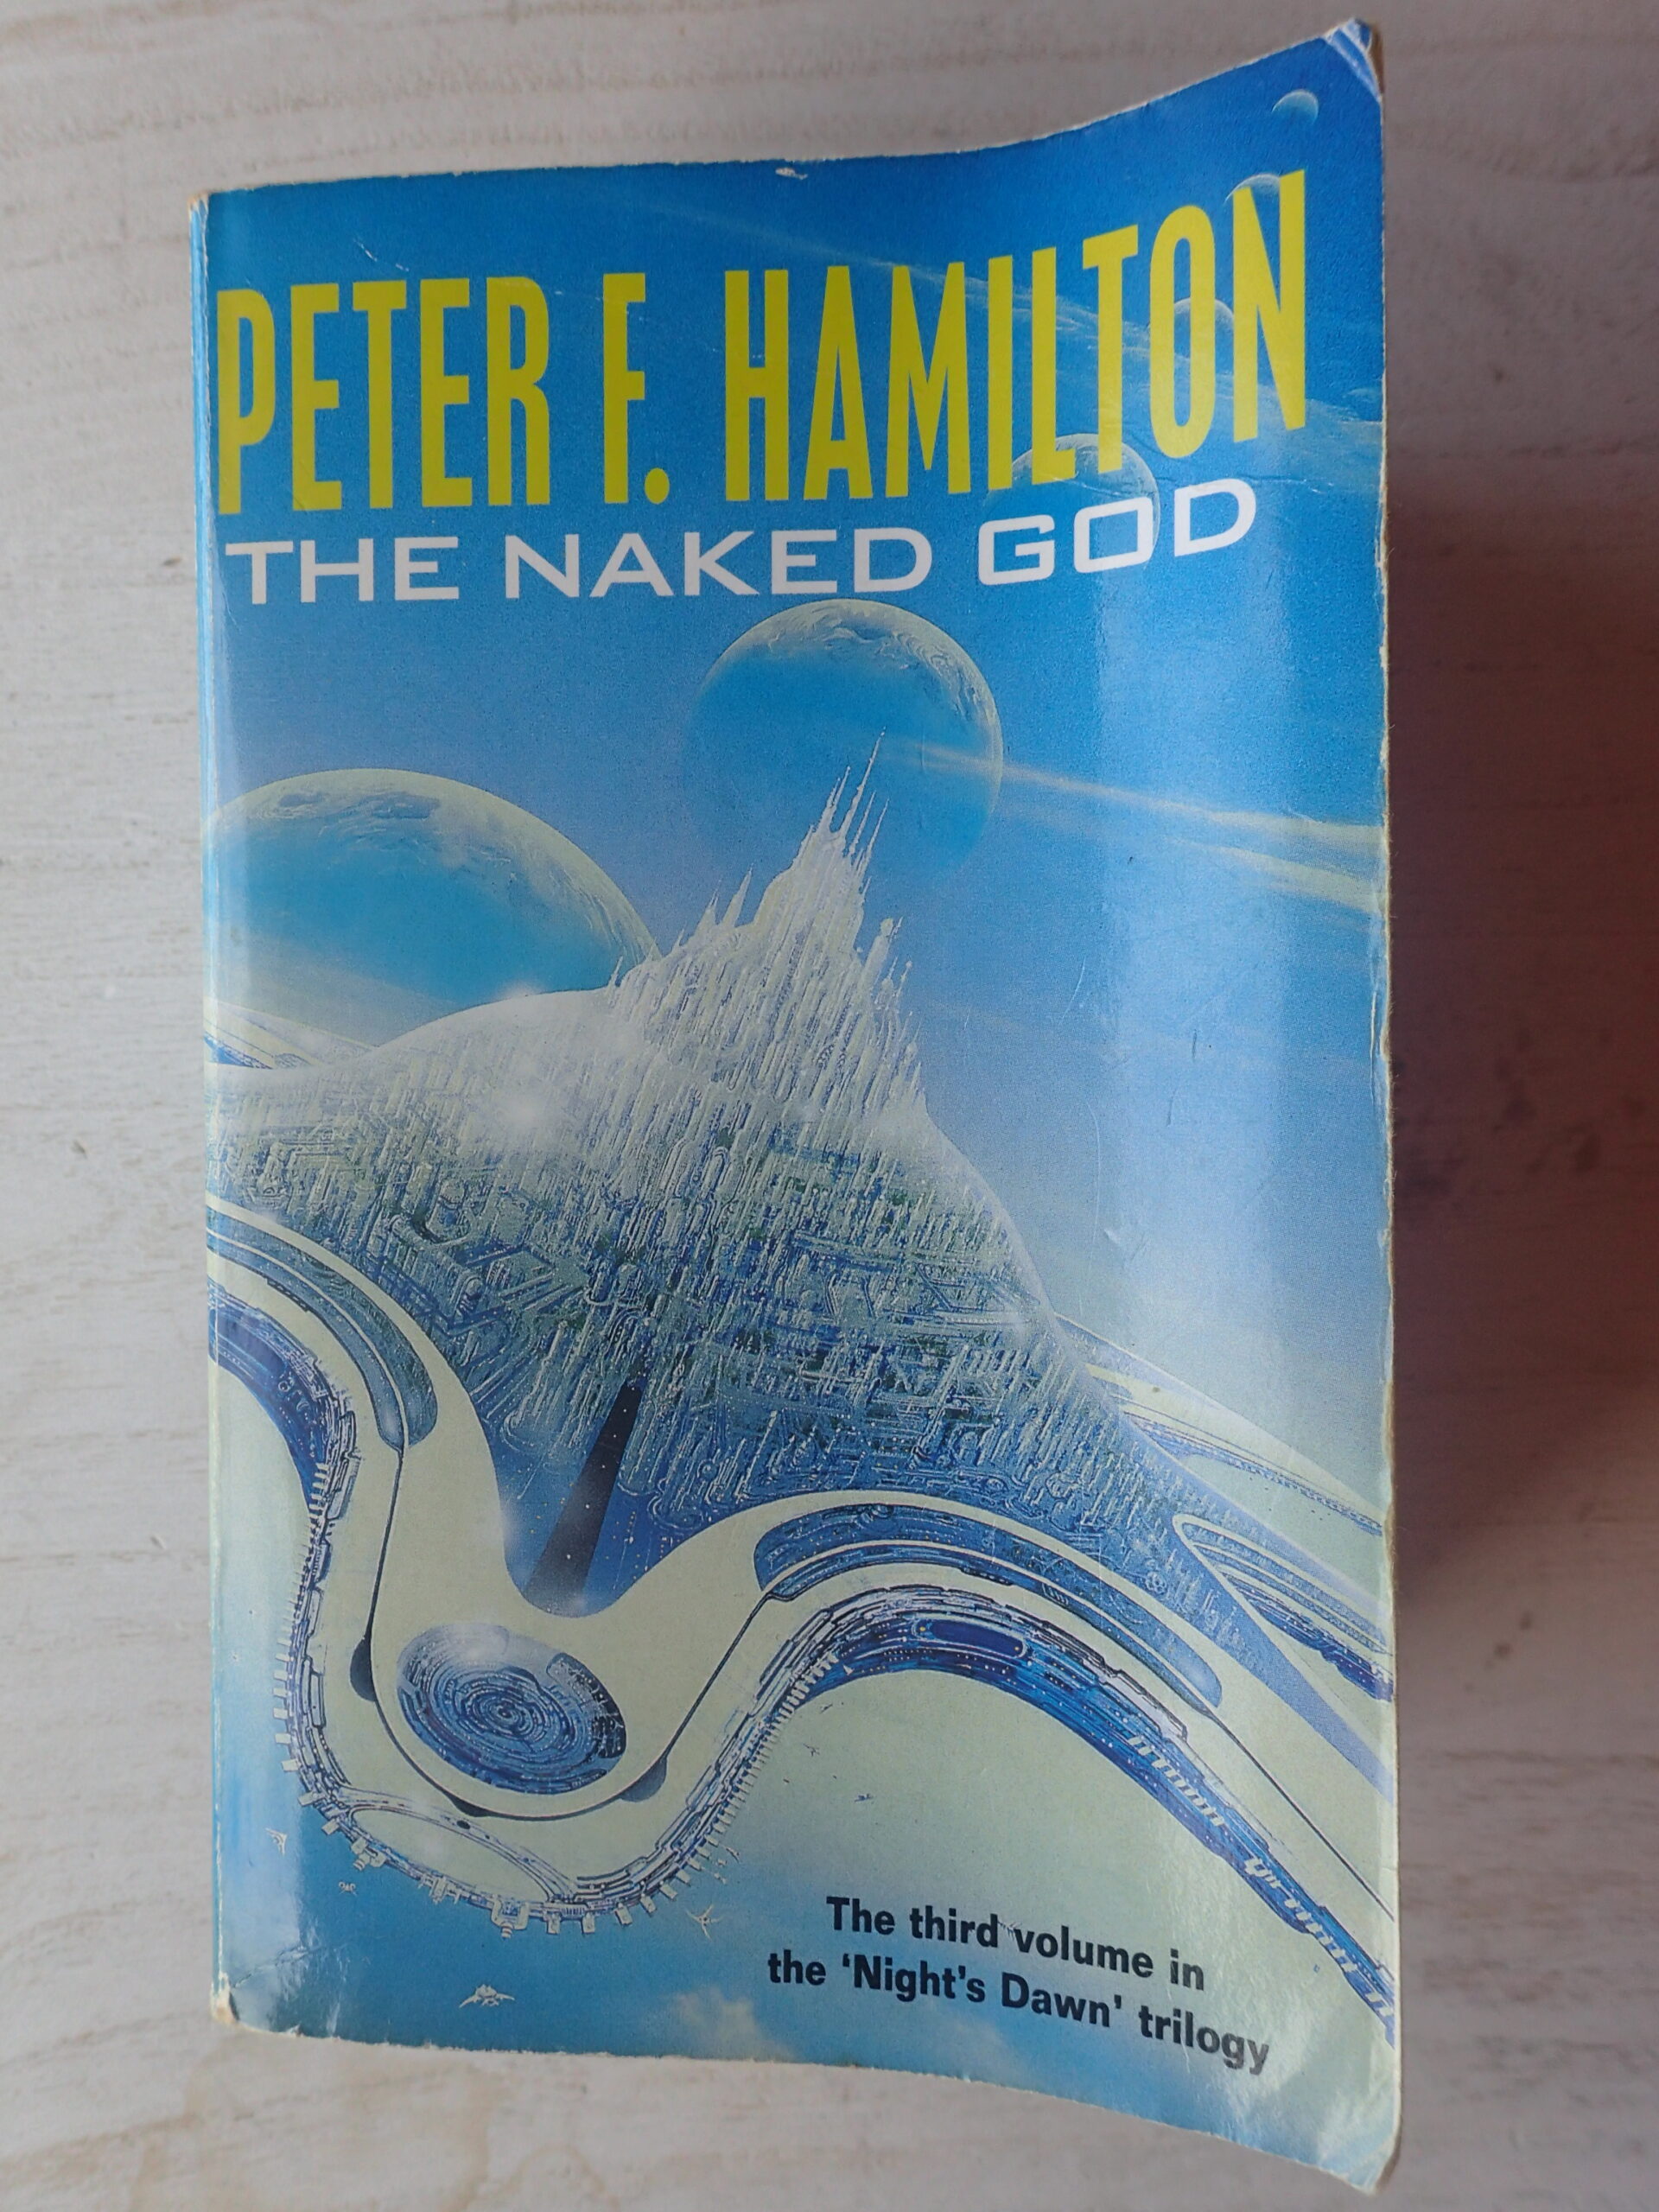 PETER F. HAMILTON
THE NAKED GOD
The third volume in
the ‘Night’s Dawn’ trilogy